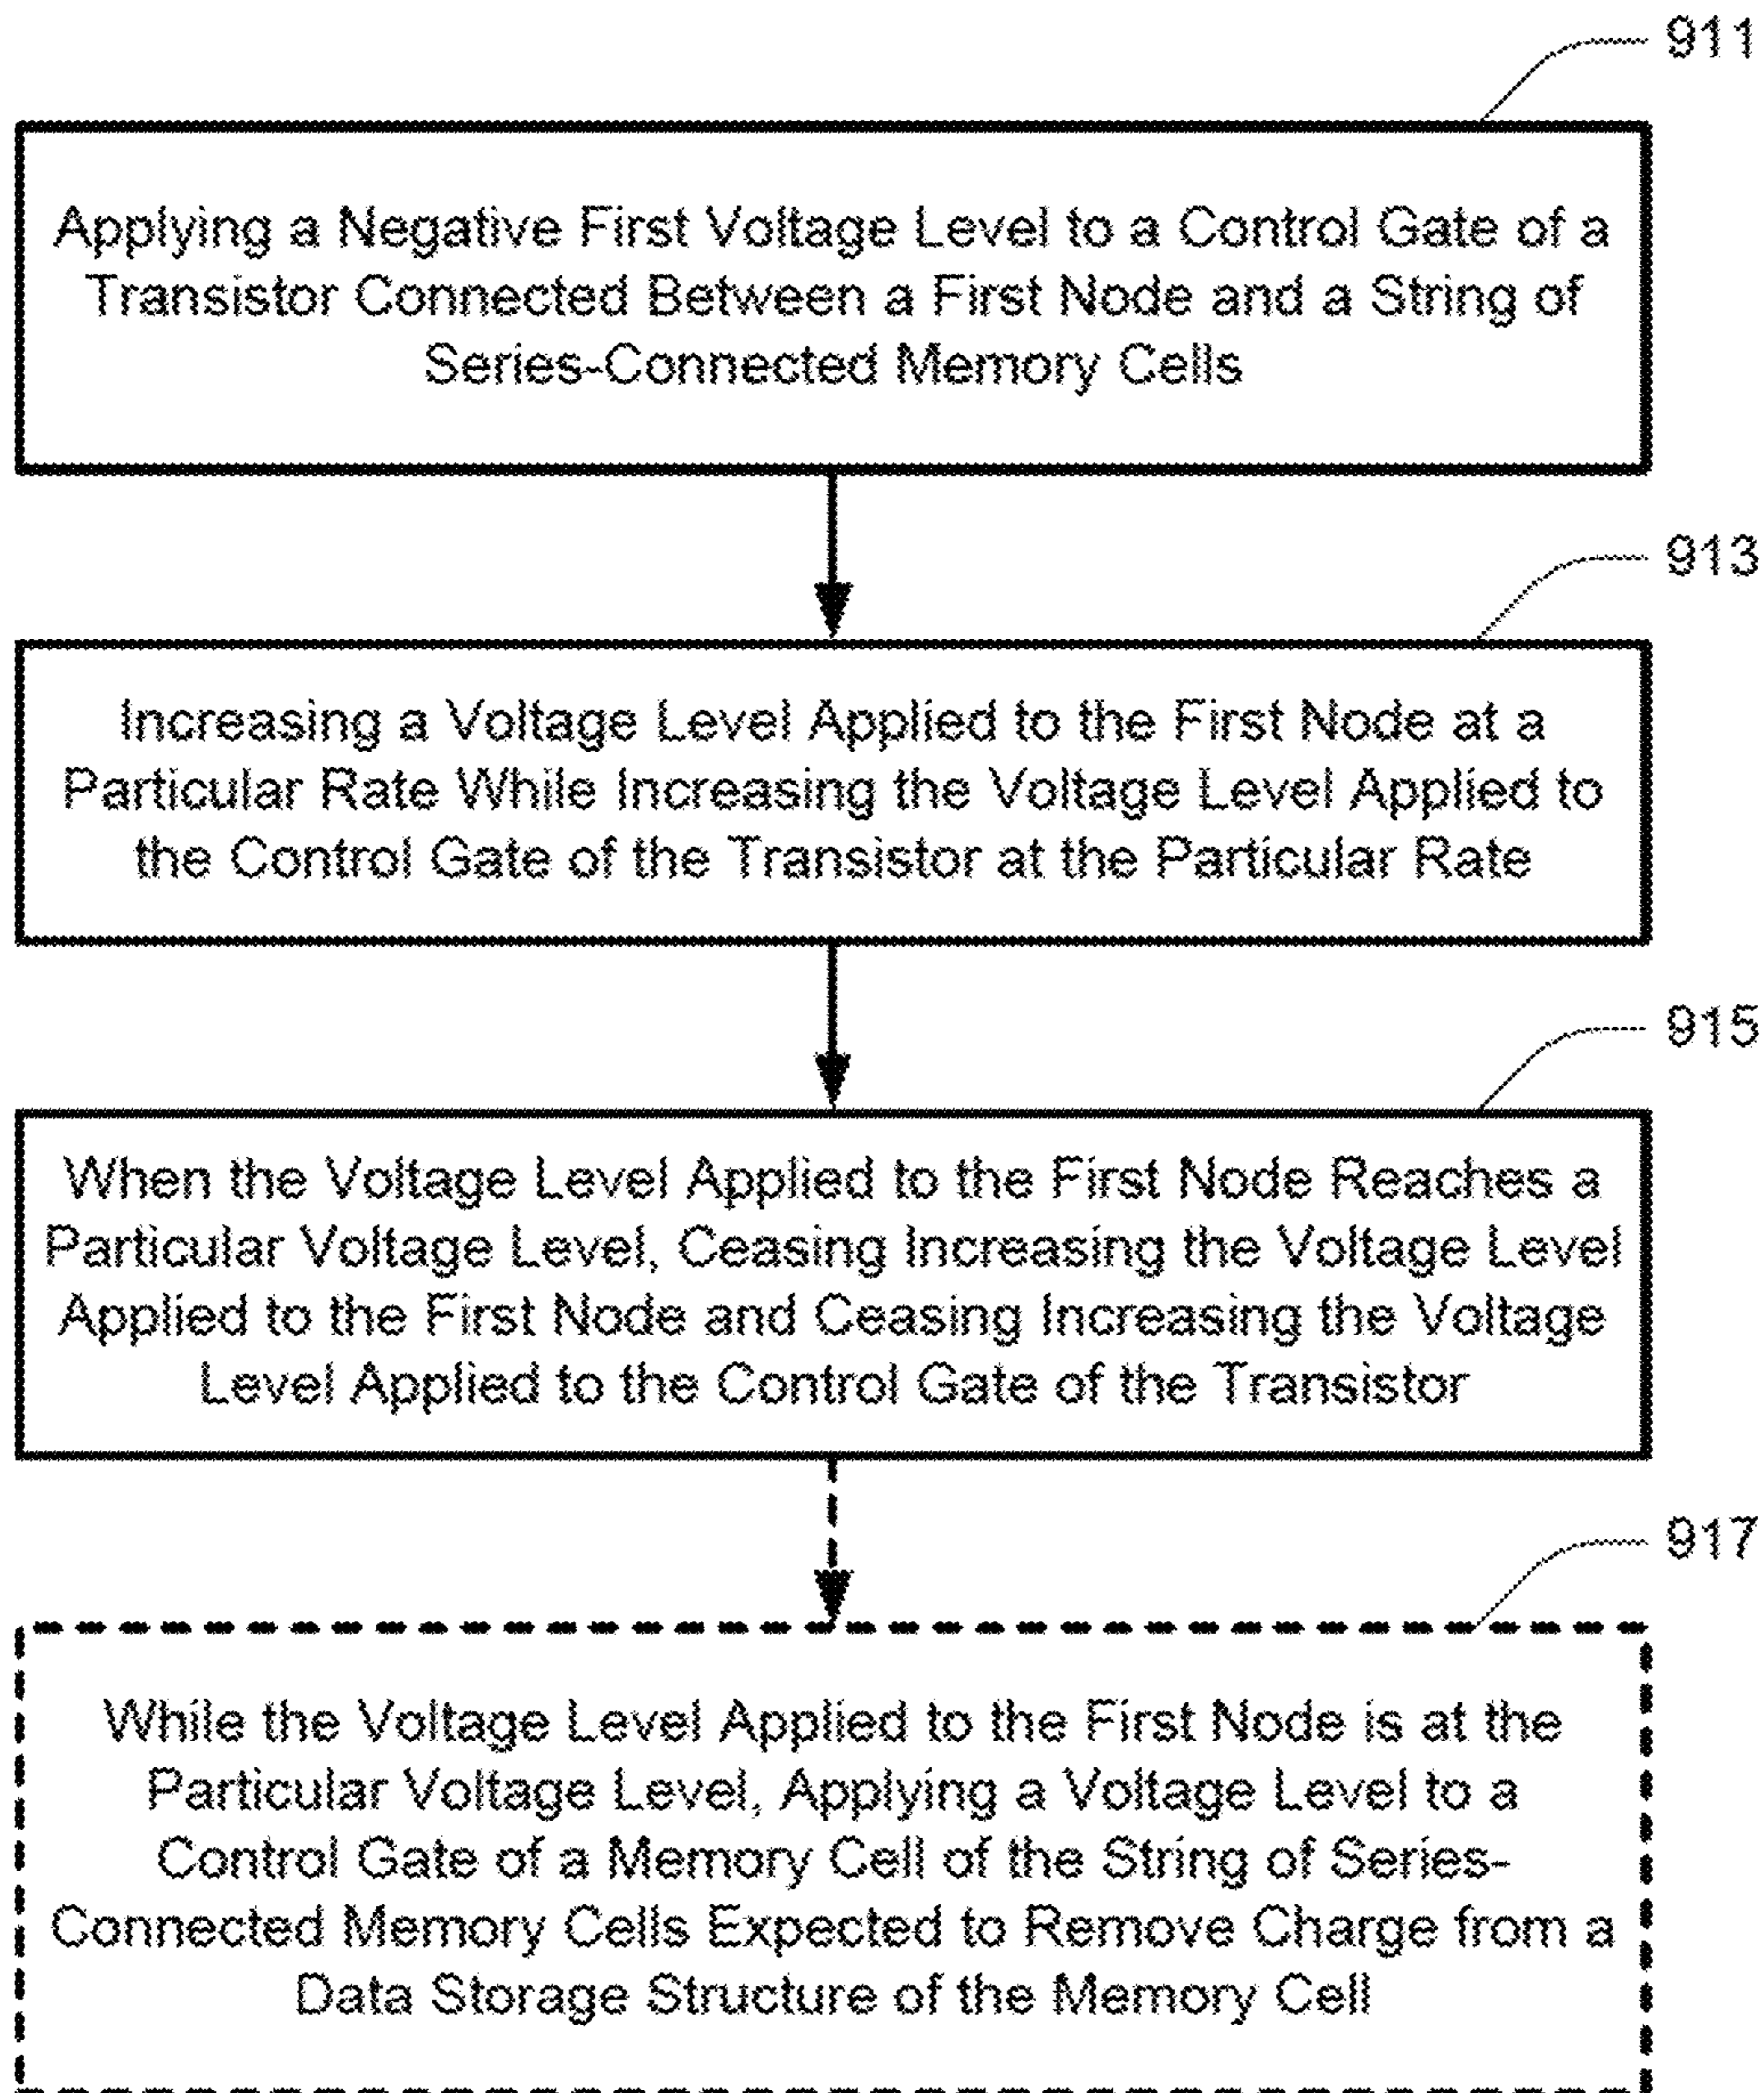 911
Applying a Negative First Voltage Level to a Control Gate of a
Transistor Connected Between a First Node and a String of
Series-Connected Memory Cells
913
Increasing a Voltage Level Applied to the First Node at a
Particular Rate While Increasing the Voltage Level Applied to
the Control Gate of the Transistor at the Particular Rate
915
When the Voltage Level Applied to the First Node Reaches a
Particular Voltage Level, Ceasing Increasing the Voltage Level
Applied to the First Node and Ceasing Increasing the Voltage
Level Applied to the Control Gate of the Transistor
917
While the Voltage Level Applied to the First Node is at the
Particular Voltage Level, Applying a Voltage Level to a
Control Gate of a Memory Cell of the String of Series-
Connected Memory Cells Expected to Remove Charge from a
Data Storage Structure of the Memory Cell